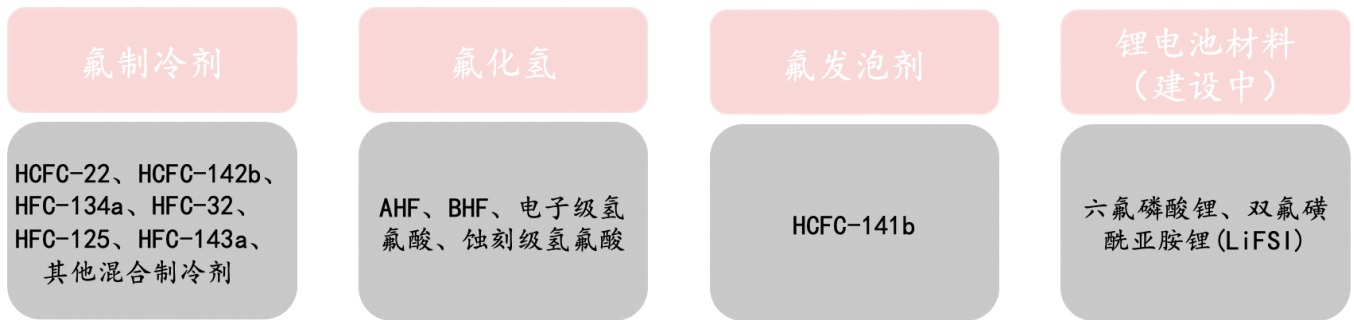 氟制冷剂
HCFC-22、HCFC-142b、
HFC-134a、HFC-32、
HFC-125、HFC-143a、
其他混合制冷剂
氟化氢
AHF、BHF、电子级氢
氟酸、蚀刻级氢氟酸
氟发泡剂
HCFC-141b
锂电池材料
（建设中）
六氟磷酸锂、双氟磺
酰亚胺锂(LiFSI)